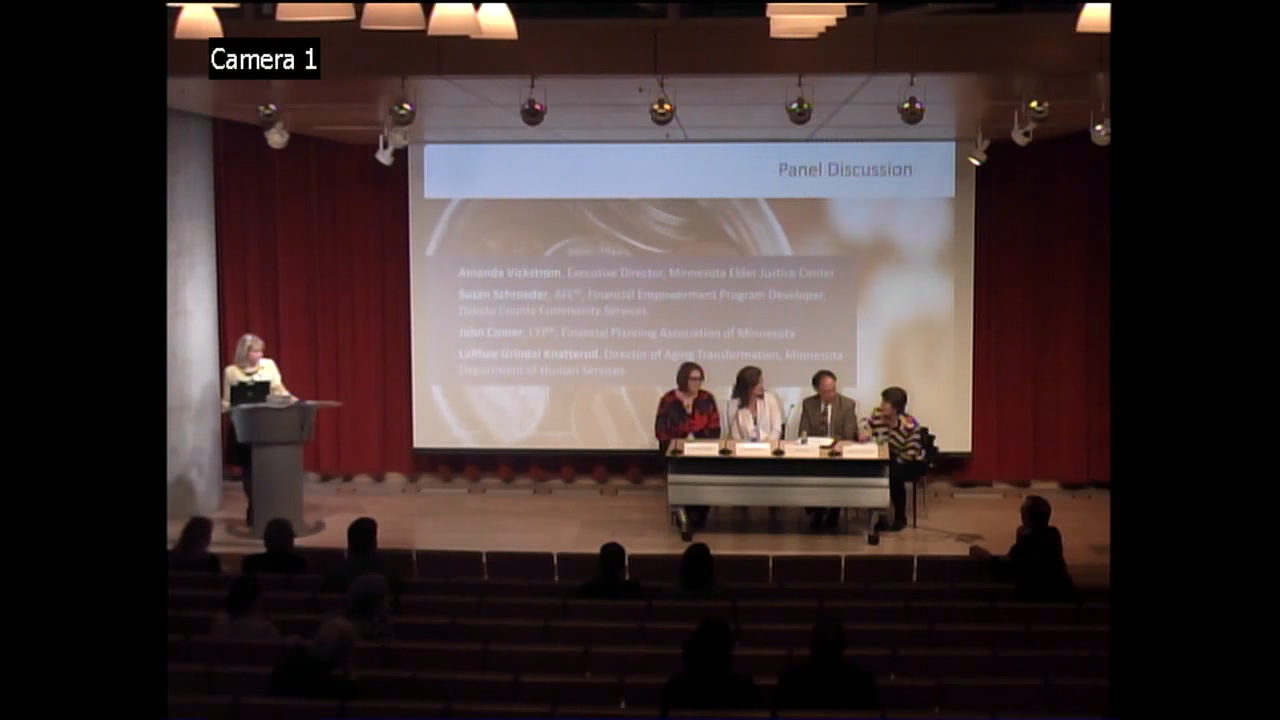 Camera 1
Panel Discussion
Amanda Vickstrom, Executive Director, Minnesota Elder Justice Center
Susan Schroeder, AFC®, Financial Empowerment Program Developer,
Dakota County Community Services
John Comer, CFP®, Financial Planning Association of Minnesota
LaRhae Grindal Knatterud, Director of Aging Transformation, Minnesota
Department of Human Services